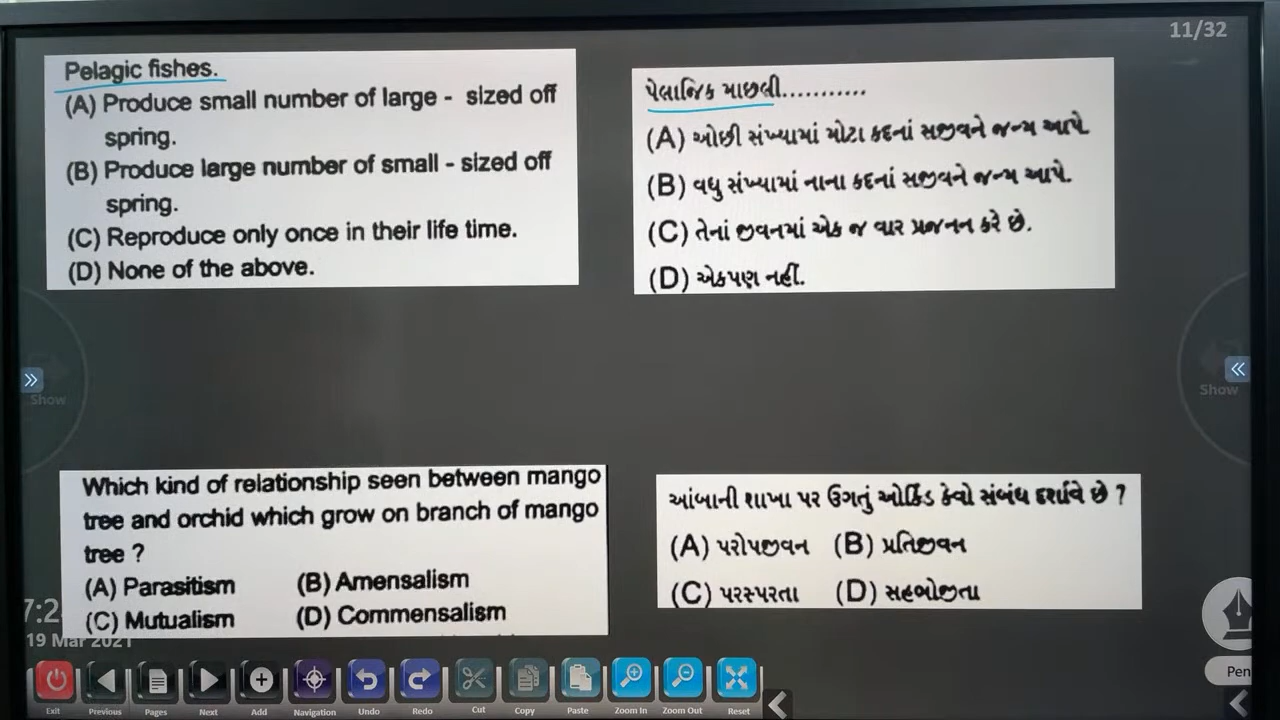 11/32
Pelagic fishes.
(A) Produce small number of large - sized off
spring.
(B) Produce large number of small - sized off
spring.
(C) Reproduce only once in their life time.
(D) None of the above.
પેલાજિક માછલી...........
(A) ઓછી સંખ્યામાં મોટા કદનાં સજીવને જન્મ આપે.
(B) વધુ સંખ્યામાં નાના કદનાં સજીવને જન્મ આપે.
(C) તેનાં જીવનમાં એક જ વાર પ્રજનન કરે છે.
(D) એકપણ નહીં.
Show
Show
Which kind of relationship seen between mango
tree and orchid which grow on branch of mango
tree ?
(A) Parasitism (B) Amensalism
(C) Mutualism (D) Commensalism
આંબાની શાખા પર ઉગતું ઓર્કિડ કેવો સંબંધ દર્શાવે છે ?
(A) પરોપજીવન (B) પ્રતિજીવન
(C) પરસ્પરતા (D) સહભોજીતા
7:2
19 Mar 2021
Pen
Exit Previous Pages Next Add Navigation Undo Redo Cut Copy Paste Zoom In Zoom Out Reset